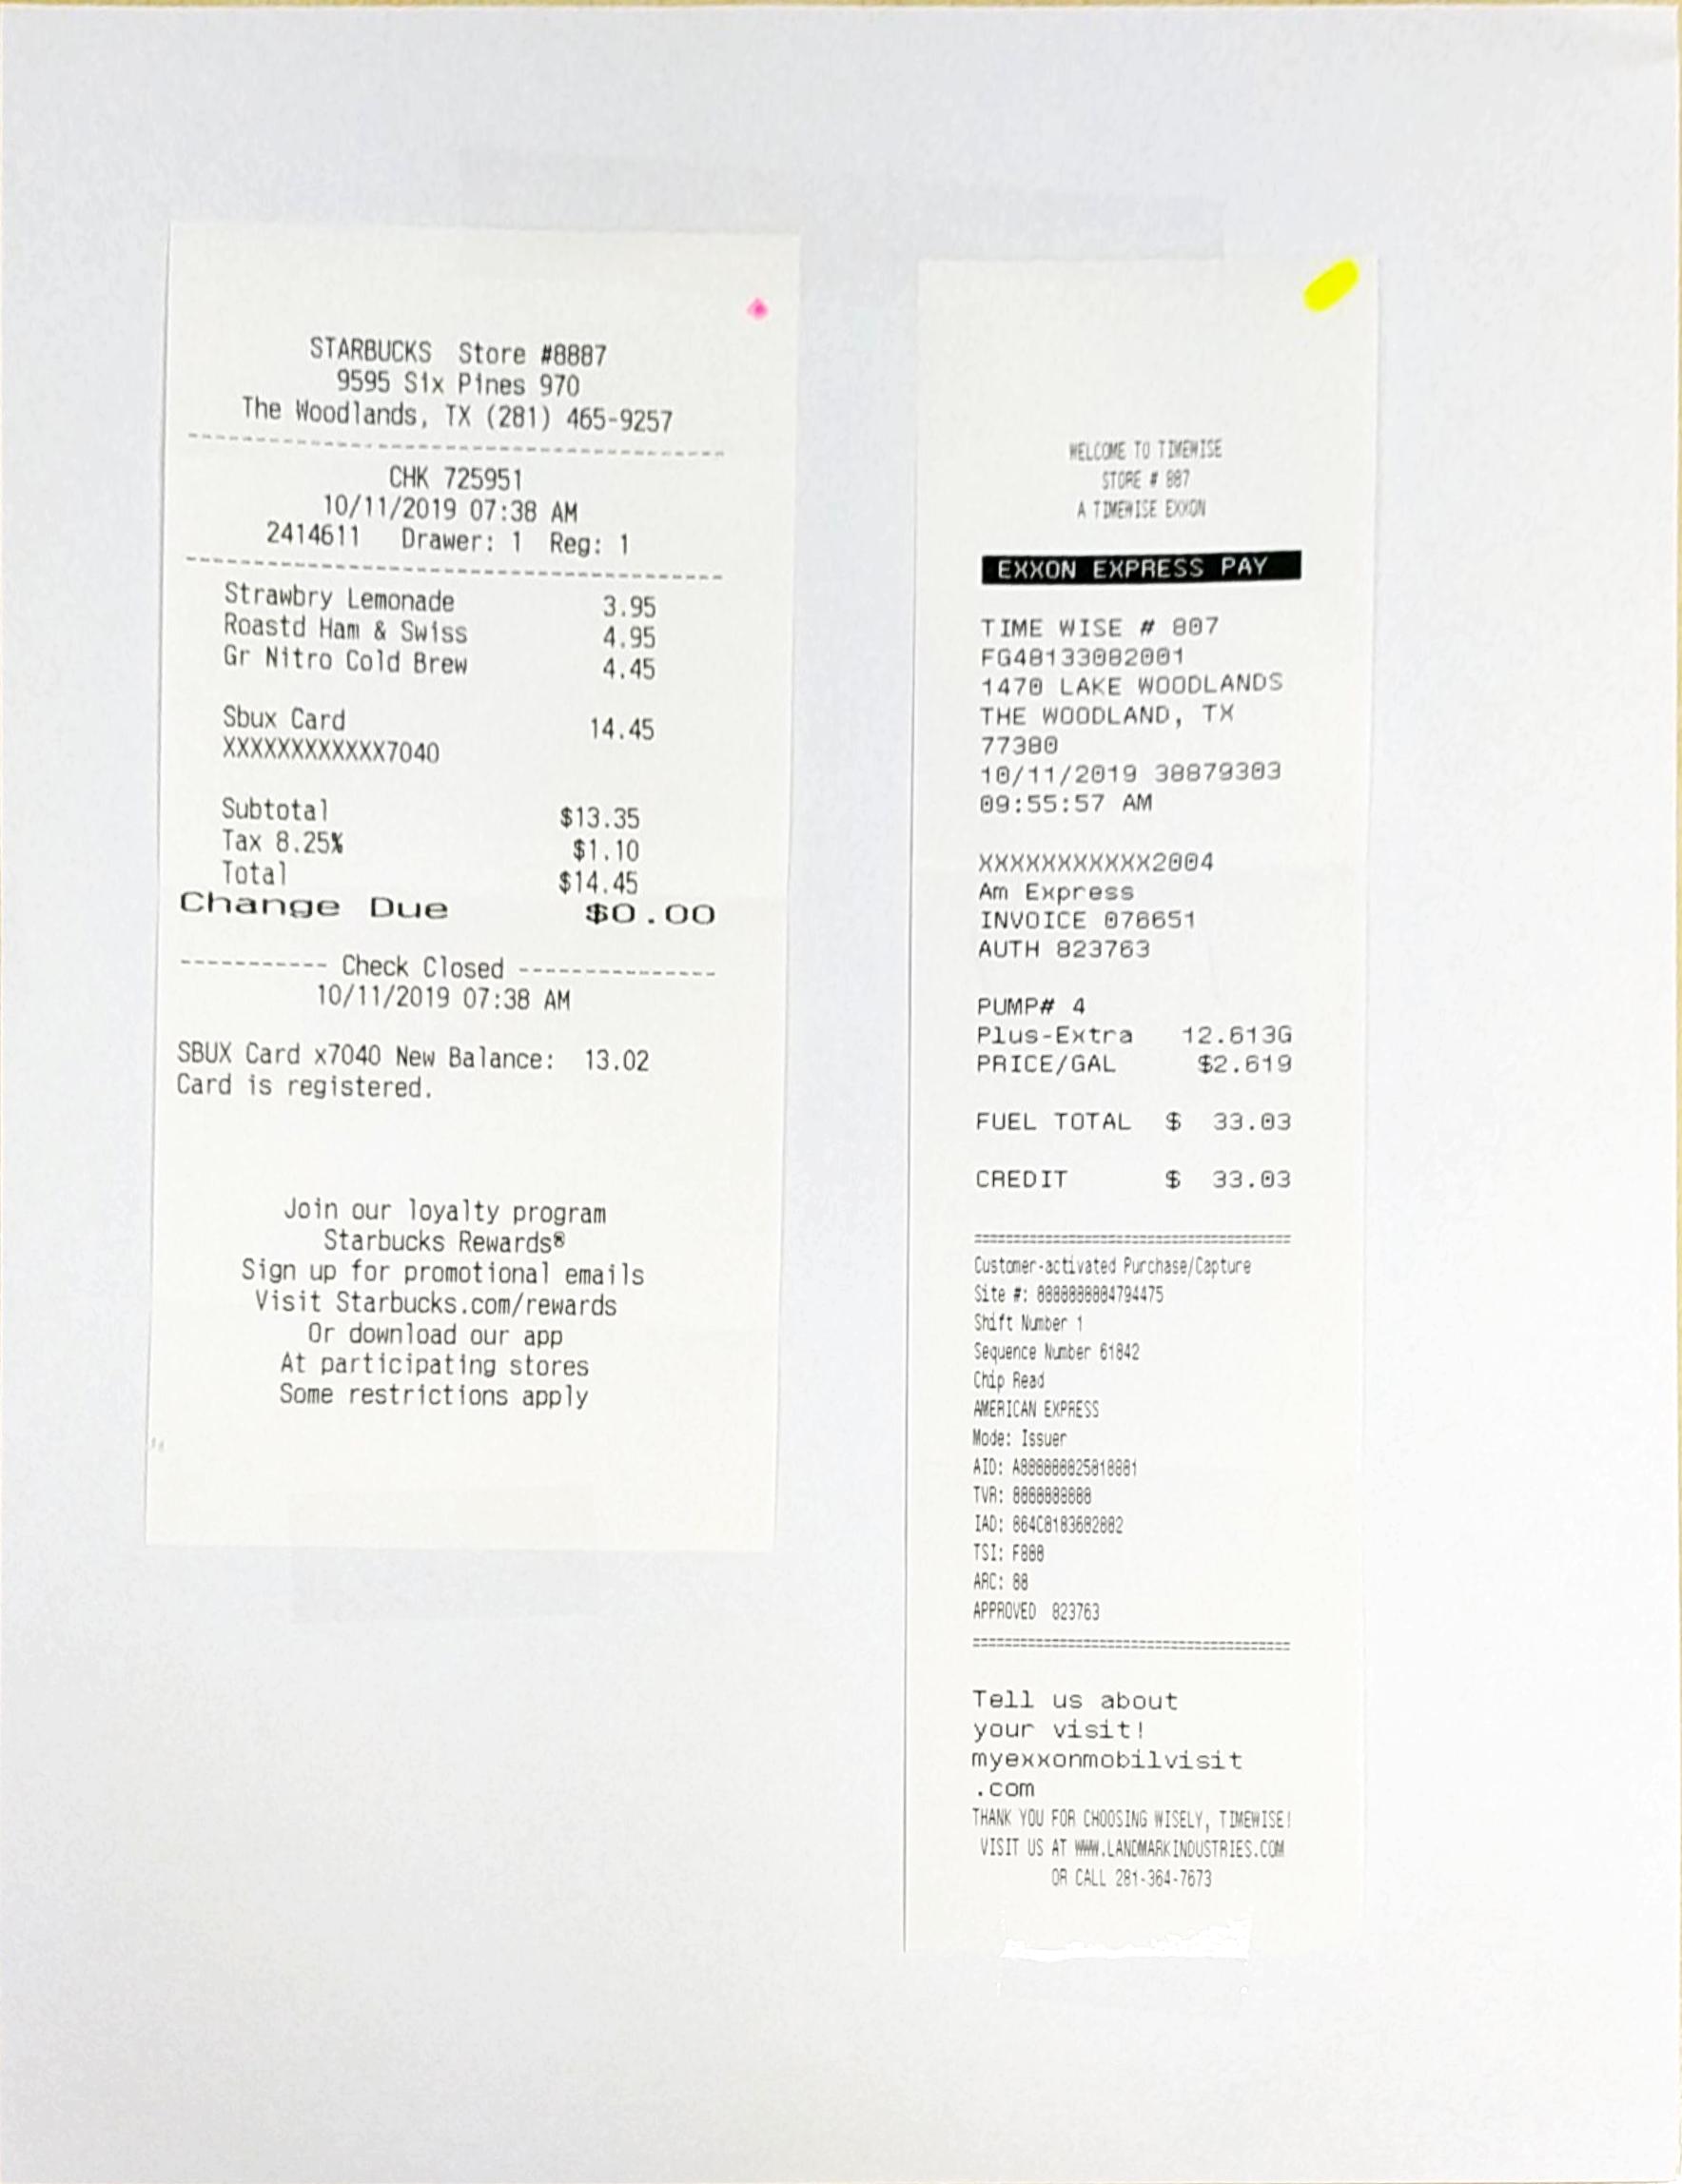 STARBUCKS Store #8887
9595 Six Pines 970
The Woodlands, TX (281) 465-9257
----------------------------------------
CHK 725951
10/11/2019 07:38 AM
2414611 Drawer: 1 Reg: 1
----------------------------------------
Strawbry Lemonade 3.95
Roastd Ham & Swiss 4.95
Gr Nitro Cold Brew 4.45
Sbux Card 14.45
XXXXXXXXXXXX7040
Subtotal $13.35
Tax 8.25% $1.10
Total $14.45
Change Due $0.00
----------- Check Closed ---------------
10/11/2019 07:38 AM
SBUX Card x7040 New Balance: 13.02
Card is registered.
Join our loyalty program
Starbucks Rewards®
Sign up for promotional emails
Visit Starbucks.com/rewards
Or download our app
At participating stores
Some restrictions apply
WELCOME TO TIMEWISE
STORE # 807
A TIMEWISE EXXON
EXXON EXPRESS PAY
TIME WISE # 807
FG48133082001
1470 LAKE WOODLANDS
THE WOODLAND, TX
77380
10/11/2019 38879303
09:55:57 AM
XXXXXXXXXXX2004
Am Express
INVOICE 078651
AUTH 823763
PUMP# 4
Plus-Extra 12.613G
PRICE/GAL $2.619
FUEL TOTAL $ 33.03
CREDIT $ 33.03
========================================
Customer-activated Purchase/Capture
Site #:
Shift Number 1
Sequence Number 61842
Chip Read
AMERICAN EXPRESS
Mode: Issuer
AID:
TVR:
IAD:
TSI:
ARC:
APPROVED 823763
========================================
Tell us about
your visit!
myexxonmobilvisit
.com
THANK YOU FOR CHOOSING WISELY, TIMEWISE!
VISIT US AT WWW.LANDMARKINDUSTRIES.COM
OR CALL 281-364-7673